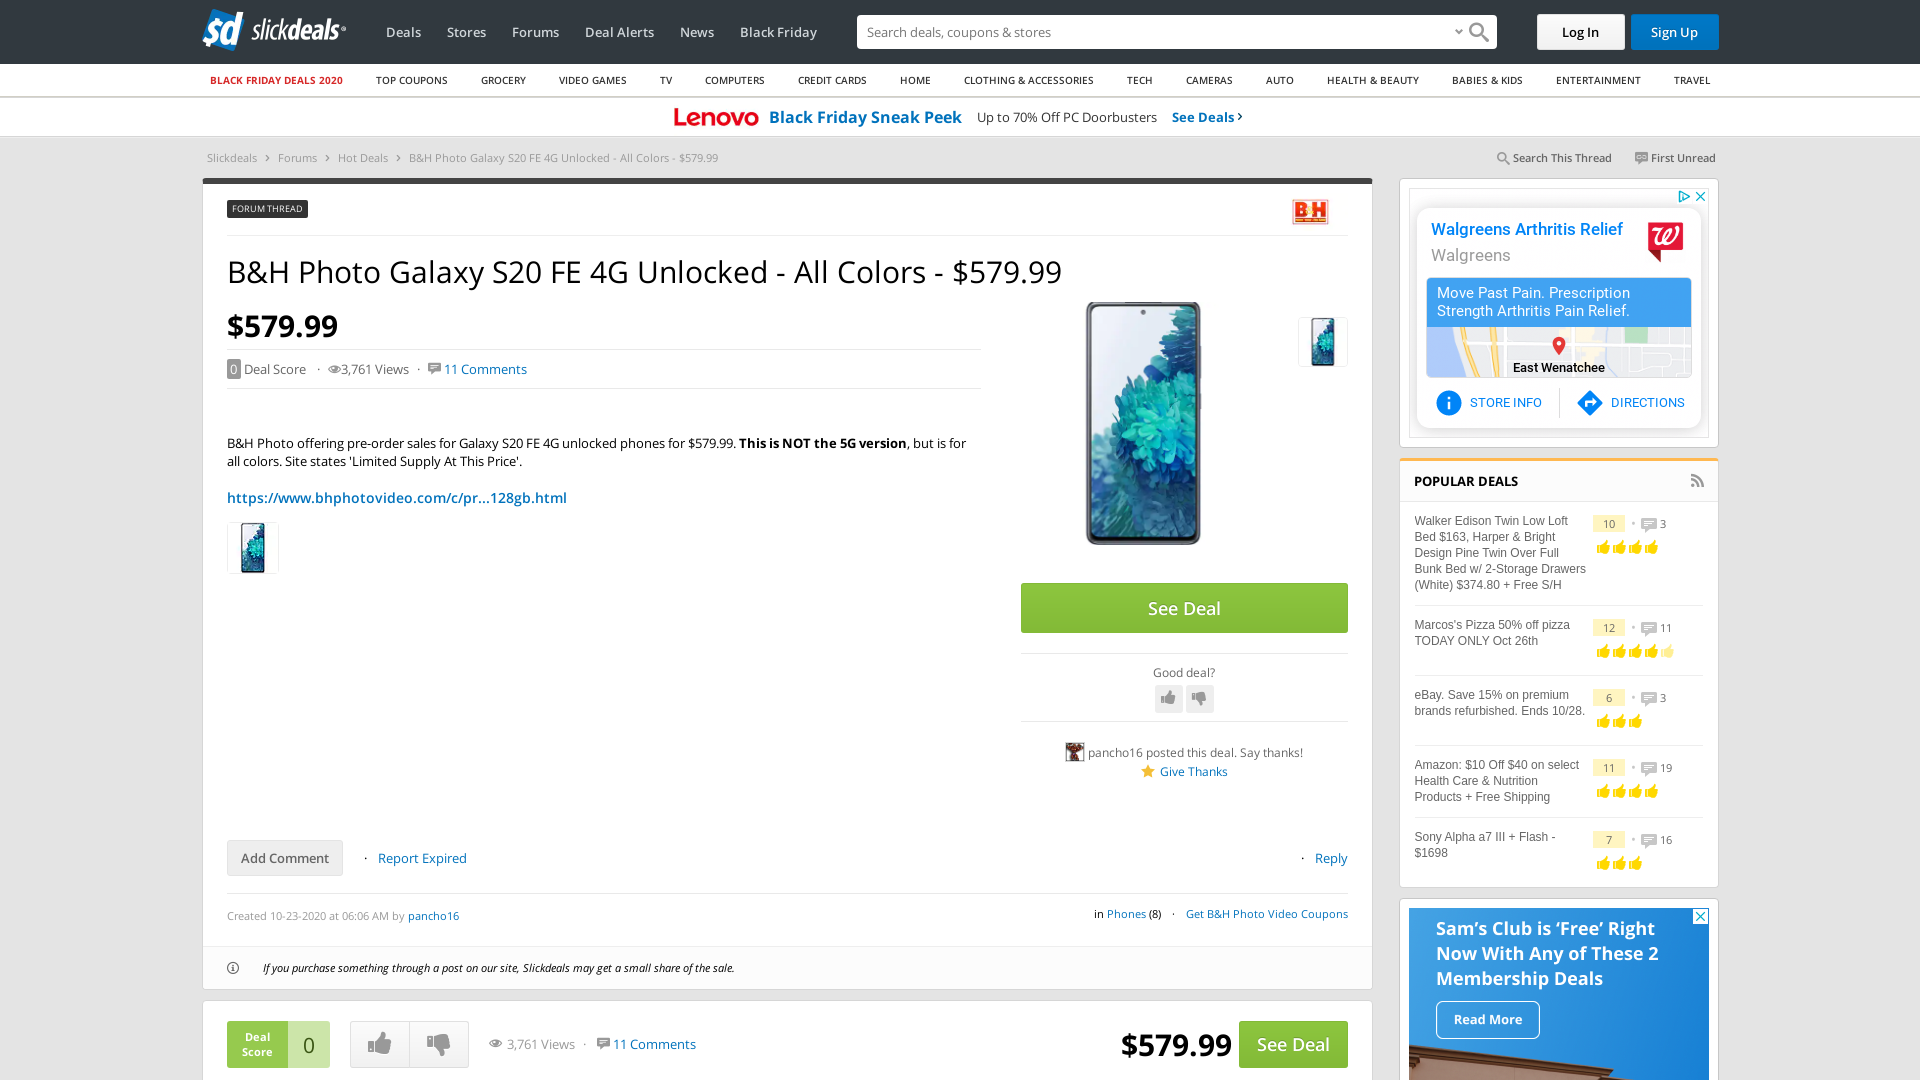 slickdeals
Deals
Stores
Forums
Deal Alerts
News
Black Friday
Search deals, coupons & stores
Log In
Sign Up
BLACK FRIDAY DEALS 2020
TOP COUPONS
GROCERY
VIDEO GAMES
TV
COMPUTERS
CREDIT CARDS
HOME
CLOTHING & ACCESSORIES
TECH
CAMERAS
AUTO
HEALTH & BEAUTY
BABIES & KIDS
ENTERTAINMENT
TRAVEL
Lenovo Black Friday Sneak Peek Up to 70% Off PC Doorbusters See Deals ›
Slickdeals › Forums › Hot Deals › B&H Photo Galaxy S20 FE 4G Unlocked - All Colors - $579.99
Search This Thread
First Unread
FORUM THREAD
B&H
B&H Photo Galaxy S20 FE 4G Unlocked - All Colors - $579.99
$579.99
0 Deal Score · 3,761 Views · 11 Comments
B&H Photo offering pre-order sales for Galaxy S20 FE 4G unlocked phones for $579.99. This is NOT the 5G version, but is for
all colors. Site states 'Limited Supply At This Price'.
https://www.bhphotovideo.com/c/pr...128gb.html
See Deal
Good deal?
pancho16 posted this deal. Say thanks!
Give Thanks
Add Comment
· Report Expired
· Reply
Created 10-23-2020 at 06:06 AM by pancho16
in Phones (8) · Get B&H Photo Video Coupons
If you purchase something through a post on our site, Slickdeals may get a small share of the sale.
Deal
Score
0
3,761 Views ·
11 Comments
$579.99
See Deal
Walgreens Arthritis Relief
Walgreens
Move Past Pain. Prescription
Strength Arthritis Pain Relief.
East Wenatchee
STORE INFO
DIRECTIONS
POPULAR DEALS
Walker Edison Twin Low Loft
Bed $163, Harper & Bright
Design Pine Twin Over Full
Bunk Bed w/ 2-Storage Drawers
(White) $374.80 + Free S/H
10 • 3
Marcos's Pizza 50% off pizza
TODAY ONLY Oct 26th
12 • 11
eBay. Save 15% on premium
brands refurbished. Ends 10/28.
6 • 3
Amazon: $10 Off $40 on select
Health Care & Nutrition
Products + Free Shipping
11 • 19
Sony Alpha a7 III + Flash -
$1698
7 • 16
Sam's Club is ‘Free’ Right
Now With Any of These 2
Membership Deals
Read More